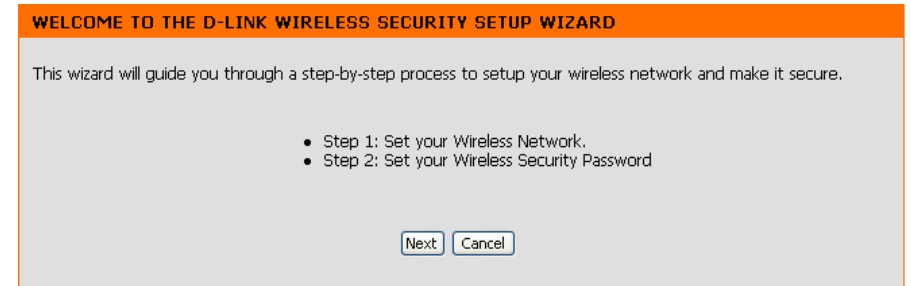 WELCOME TO THE D-LINK WIRELESS SECURITY SETUP WIZARD
This wizard will guide you through a step-by-step process to setup your wireless network and make it secure.
• Step 1: Set your Wireless Network.
• Step 2: Set your Wireless Security Password
Next Cancel